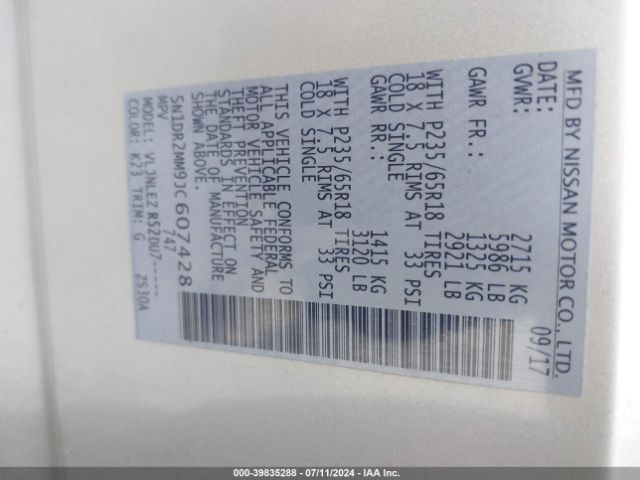 MFD BY NISSAN MOTOR CO., LTD.
DATE: 09/17
GVWR: 2715 KG
5986 LB
GAWR FR.: 1325 KG
2921 LB
WITH P235/65R18 TIRES
18 X 7.5 RIMS AT 33 PSI
COLD SINGLE
GAWR RR.: 1415 KG
3120 LB
WITH P235/65R18 TIRES
18 X 7.5 RIMS AT 33 PSI
COLD SINGLE
THIS VEHICLE CONFORMS TO
ALL APPLICABLE FEDERAL
MOTOR VEHICLE SAFETY AND
THEFT PREVENTION
STANDARDS IN EFFECT ON
THE DATE OF MANUFACTURE
SHOWN ABOVE.
5N1DR2MM9JC607428
MPV 747
MODEL: VLJNLEZ R52DU7-----
COLOR: K23 TRIM: G 2S30A
000-39835288 - 07/11/2024 - IAA Corp.